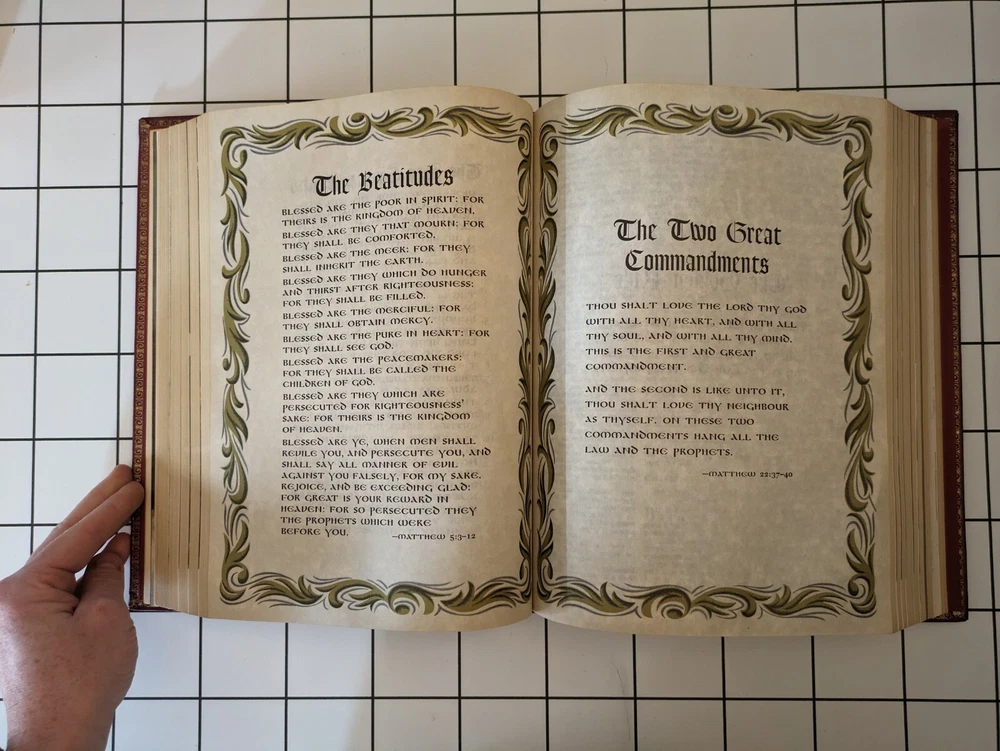 The Beatitudes
BLESSED ARE THE POOR IN SPIRIT: FOR
THEIRS IS THE KINGDOM OF HEAVEN.
BLESSED ARE THEY THAT MOURN: FOR
THEY SHALL BE COMFORTED.
BLESSED ARE THE MEEK: FOR THEY
SHALL INHERIT THE EARTH.
BLESSED ARE THEY WHICH DO HUNGER
AND THIRST AFTER RIGHTEOUSNESS:
FOR THEY SHALL BE FILLED.
BLESSED ARE THE MERCIFUL: FOR
THEY SHALL OBTAIN MERCY.
BLESSED ARE THE PURE IN HEART: FOR
THEY SHALL SEE GOD.
BLESSED ARE THE PEACEMAKERS:
FOR THEY SHALL BE CALLED THE
CHILDREN OF GOD.
BLESSED ARE THEY WHICH ARE
PERSECUTED FOR RIGHTEOUSNESS'
SAKE: FOR THEIRS IS THE KINGDOM
OF HEAVEN.
BLESSED ARE YE, WHEN MEN SHALL
REVILE YOU, AND PERSECUTE YOU, AND
SHALL SAY ALL MANNER OF EVIL
AGAINST YOU FALSELY, FOR MY SAKE.
REJOICE, AND BE EXCEEDING GLAD:
FOR GREAT IS YOUR REWARD IN
HEAVEN: FOR SO PERSECUTED THEY
THE PROPHETS WHICH WERE
BEFORE YOU.
—MATTHEW 5:3–12
The Two Great
Commandments
THOU SHALT LOVE THE LORD THY GOD
WITH ALL THY HEART, AND WITH ALL
THY SOUL, AND WITH ALL THY MIND.
THIS IS THE FIRST AND GREAT
COMMANDMENT.
AND THE SECOND IS LIKE UNTO IT,
THOU SHALT LOVE THY NEIGHBOUR
AS THYSELF. ON THESE TWO
COMMANDMENTS HANG ALL THE
LAW AND THE PROPHETS.
—MATTHEW 22:37–40